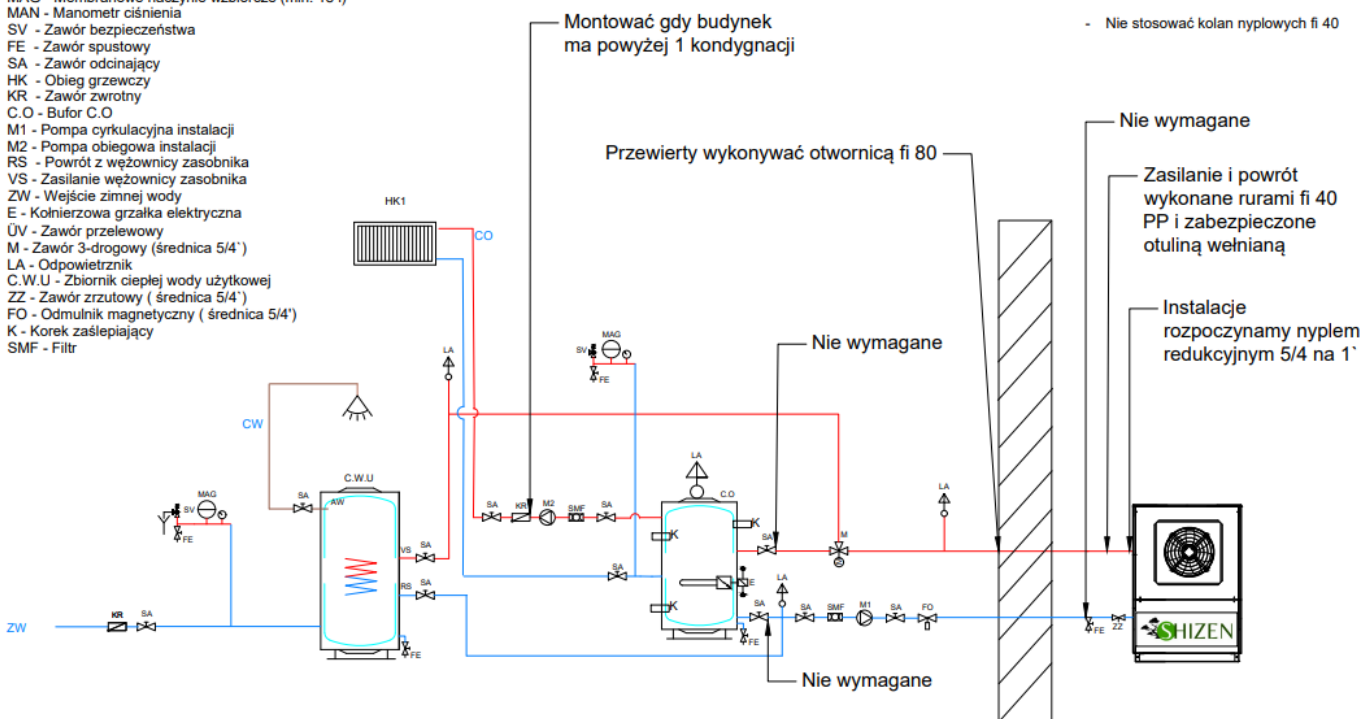 MAN - Manometr ciśnienia
SV - Zawór bezpieczeństwa
FE - Zawór spustowy
SA - Zawór odcinający
HK - Obieg grzewczy
KR - Zawór zwrotny
C.O - Bufor C.O
M1 - Pompa cyrkulacyjna instalacji
M2 - Pompa obiegowa instalacji
RS - Powrót z wężownicy zasobnika
VS - Zasilanie wężownicy zasobnika
ZW - Wejście zimnej wody
E - Kołnierzowa grzałka elektryczna
ÜV - Zawór przelewowy
M - Zawór 3-drogowy (średnica 5/4`)
LA - Odpowietrznik
C.W.U - Zbiornik ciepłej wody użytkowej
ZZ - Zawór zrzutowy ( średnica 5/4`)
FO - Odmulnik magnetyczny ( średnica 5/4')
K - Korek zaślepiający
SMF - Filtr
Montować gdy budynek
ma powyżej 1 kondygnacji
- Nie stosować kolan nyplowych fi 40
Nie wymagane
Przewierty wykonywać otwornicą fi 80
Zasilanie i powrót
wykonane rurami fi 40
PP i zabezpieczone
otuliną wełnianą
Instalacje
rozpoczynamy nyplem
redukcyjnym 5/4 na 1`
HK1
CO
MAG
SV
FE
Nie wymagane
LA
CW
C.W.U
SA
AW
MAG
SV
FE
VS
SA
RS
SA
FE
KR
SA
ZW
SA
KR
M2
SMF
SA
LA
C.O
K
K
K
SA
SA
E
M
LA
LA
SA
SA
SMF
M1
SA
FO
FE
FE
ZZ
SHIZEN
Nie wymagane